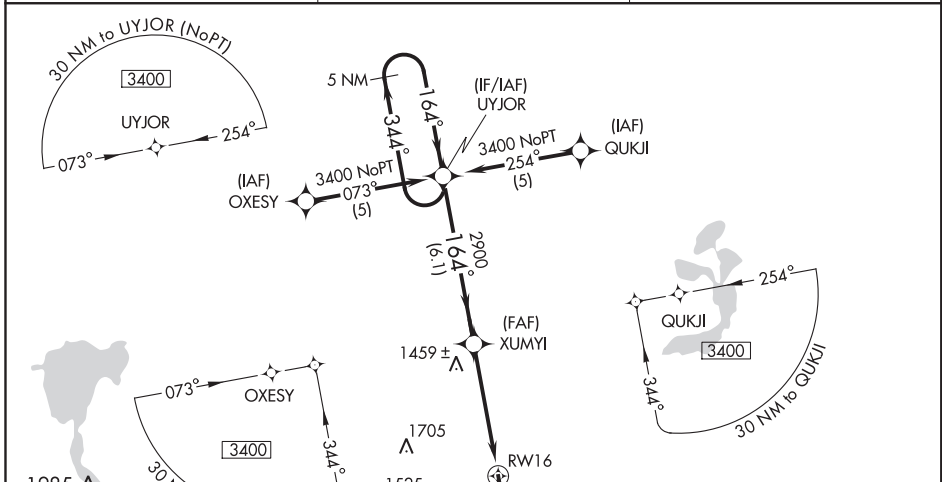 30 NM to UYJOR (NoPT)
3400
UYJOR
073°
254°
5 NM
164°
344°
(IF/IAF)
UYJOR
(IAF)
QUKJI
3400 NoPT
254°
(5)
(IAF)
OXESY
3400 NoPT
073°
(5)
2900
164°
(6.1)
(FAF)
XUMYI
1459 ±
254°
QUKJI
3400
344°
30 NM to QUKJI
073°
OXESY
3400
344°
30
1705
RW16